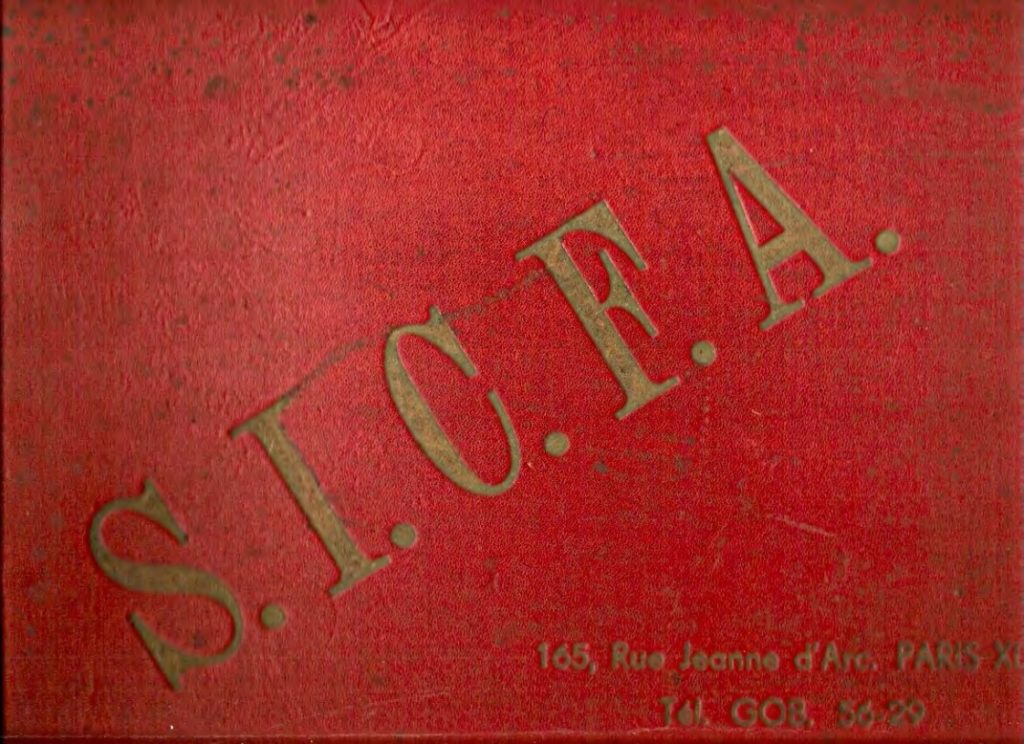 S.I.C.F.A.
165, Rue Jeanne d'Arc. PARIS-XI
Tél. GOB. 56-29